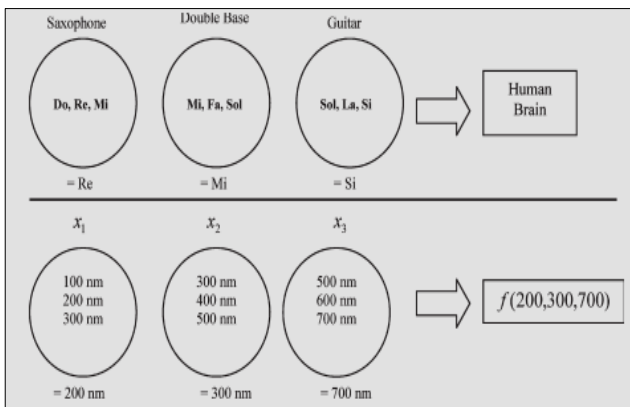 Saxophone
Double Base
Guitar
Do, Re, Mi
Mi, Fa, Sol
Sol, La, Si
Human
Brain
= Re
= Mi
= Si
x₁
x₂
x₃
100 nm
200 nm
300 nm
300 nm
400 nm
500 nm
500 nm
600 nm
700 nm
f(200,300,700)
= 200 nm
= 300 nm
= 700 nm